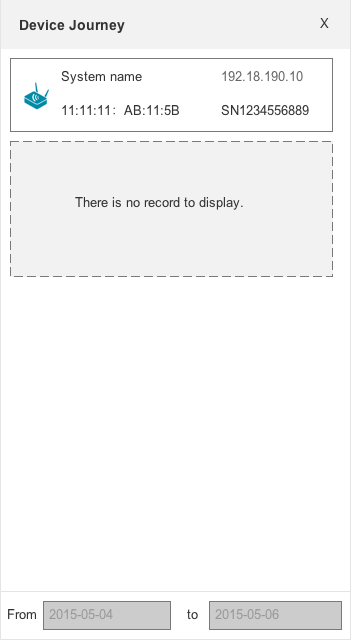 Device Journey X
System name 192.18.190.10
11:11:11: AB:11:5B SN1234556889
There is no record to display.
From 2015-05-04 to 2015-05-06